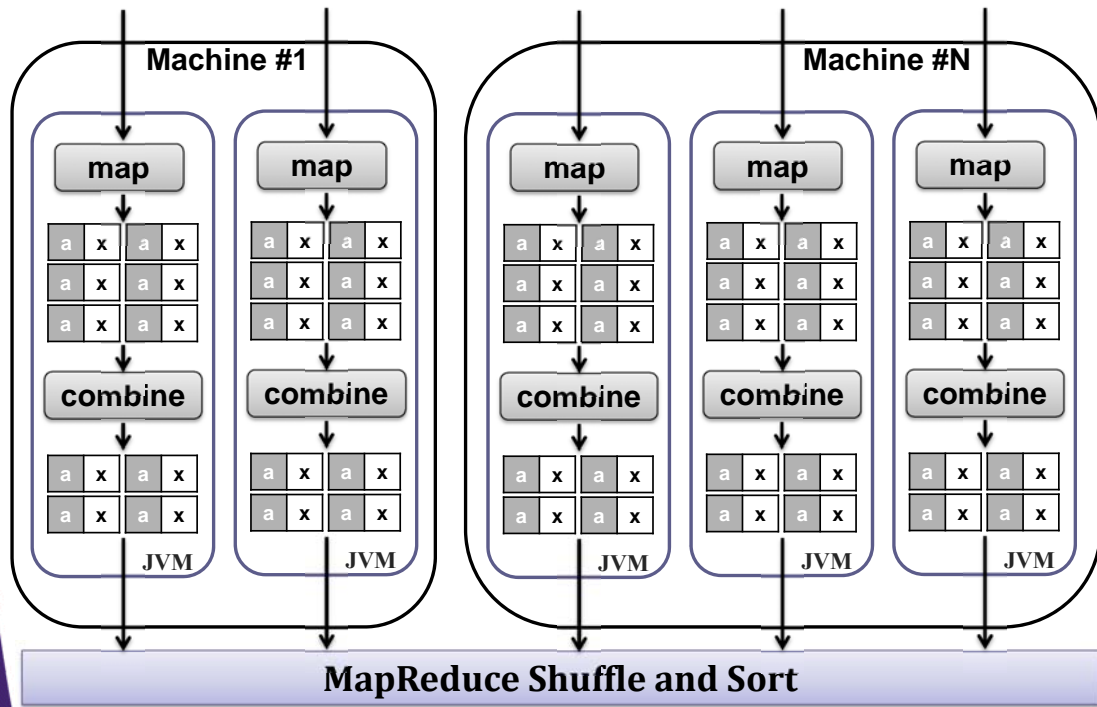 Machine #1 Machine #N
map map map map map
a x a x a x a x a x a x a x a x a x a x
a x a x a x a x a x a x a x a x a x a x
a x a x a x a x a x a x a x a x a x a x
combine combine combine combine combine
a x a x a x a x a x a x a x a x a x a x
a x a x a x a x a x a x a x a x a x a x
JVM JVM JVM JVM JVM
MapReduce Shuffle and Sort